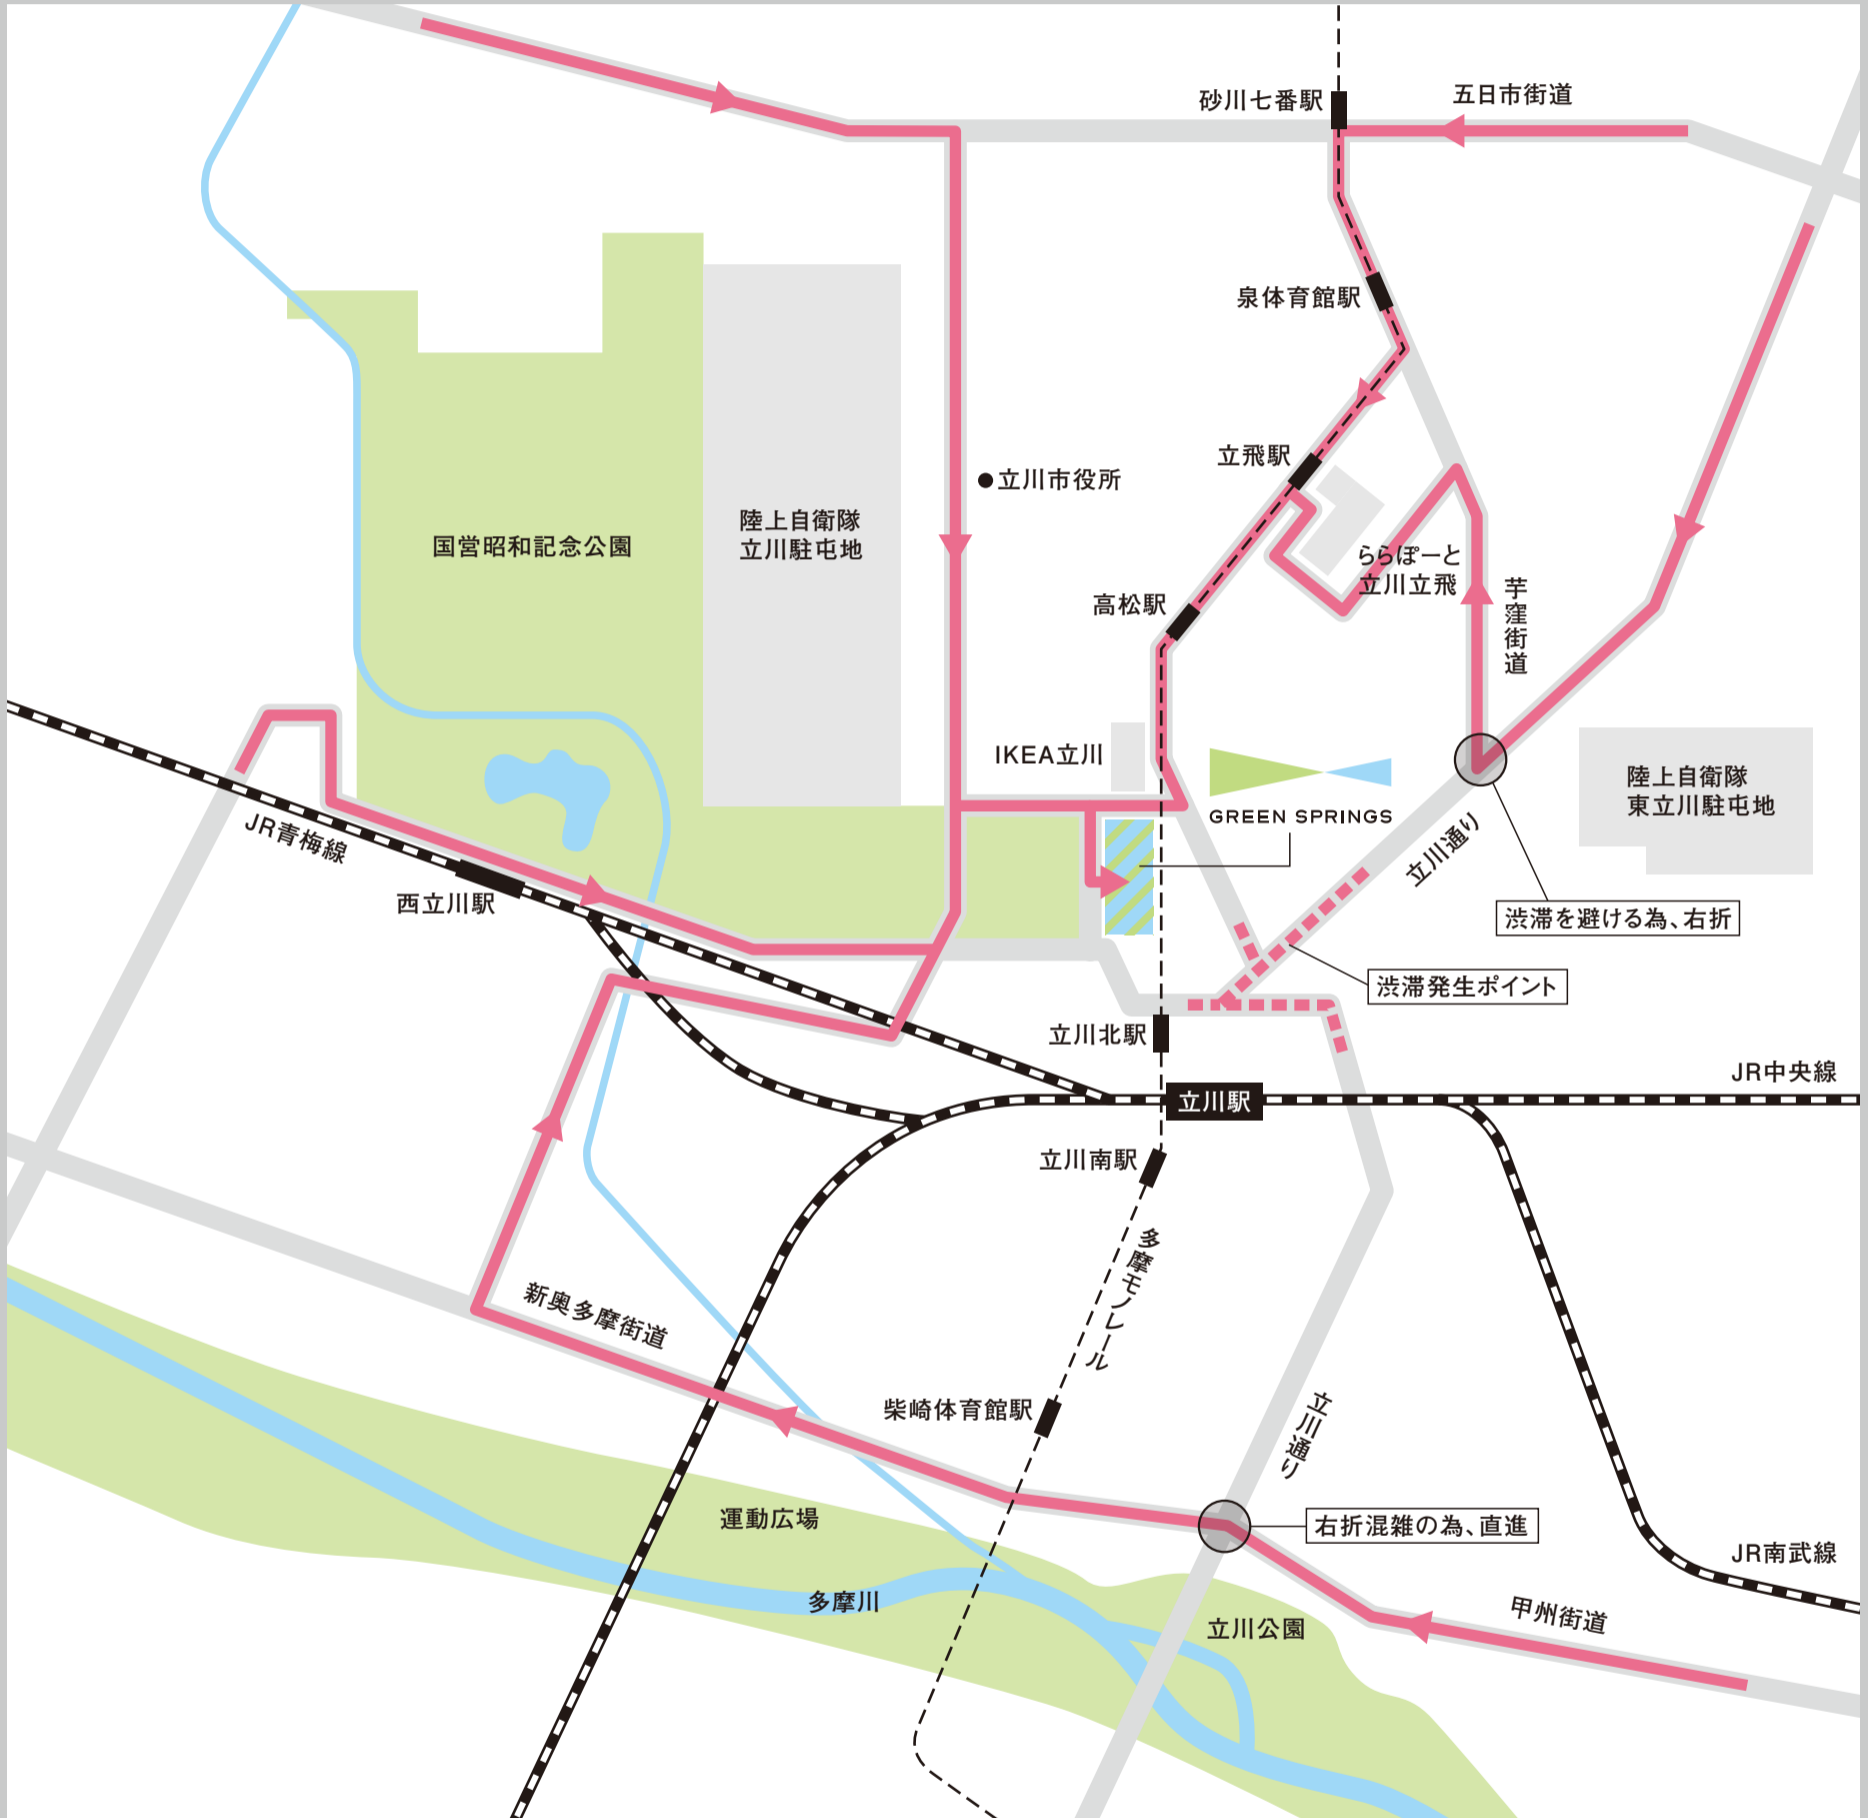 五日市街道
砂川七番駅
泉体育館駅
立飛駅
立川市役所
陸上自衛隊
立川駐屯地
国営昭和記念公園
ららぽーと
立川立飛
芋窪街道
高松駅
IKEA立川
GREEN SPRINGS
陸上自衛隊
東立川駐屯地
JR青梅線
西立川駅
立川通り
渋滞を避ける為、右折
渋滞発生ポイント
立川北駅
JR中央線
立川駅
立川南駅
多摩モノレール
新奥多摩街道
柴崎体育館駅
立川通り
運動広場
右折混雑の為、直進
JR南武線
多摩川
立川公園
甲州街道